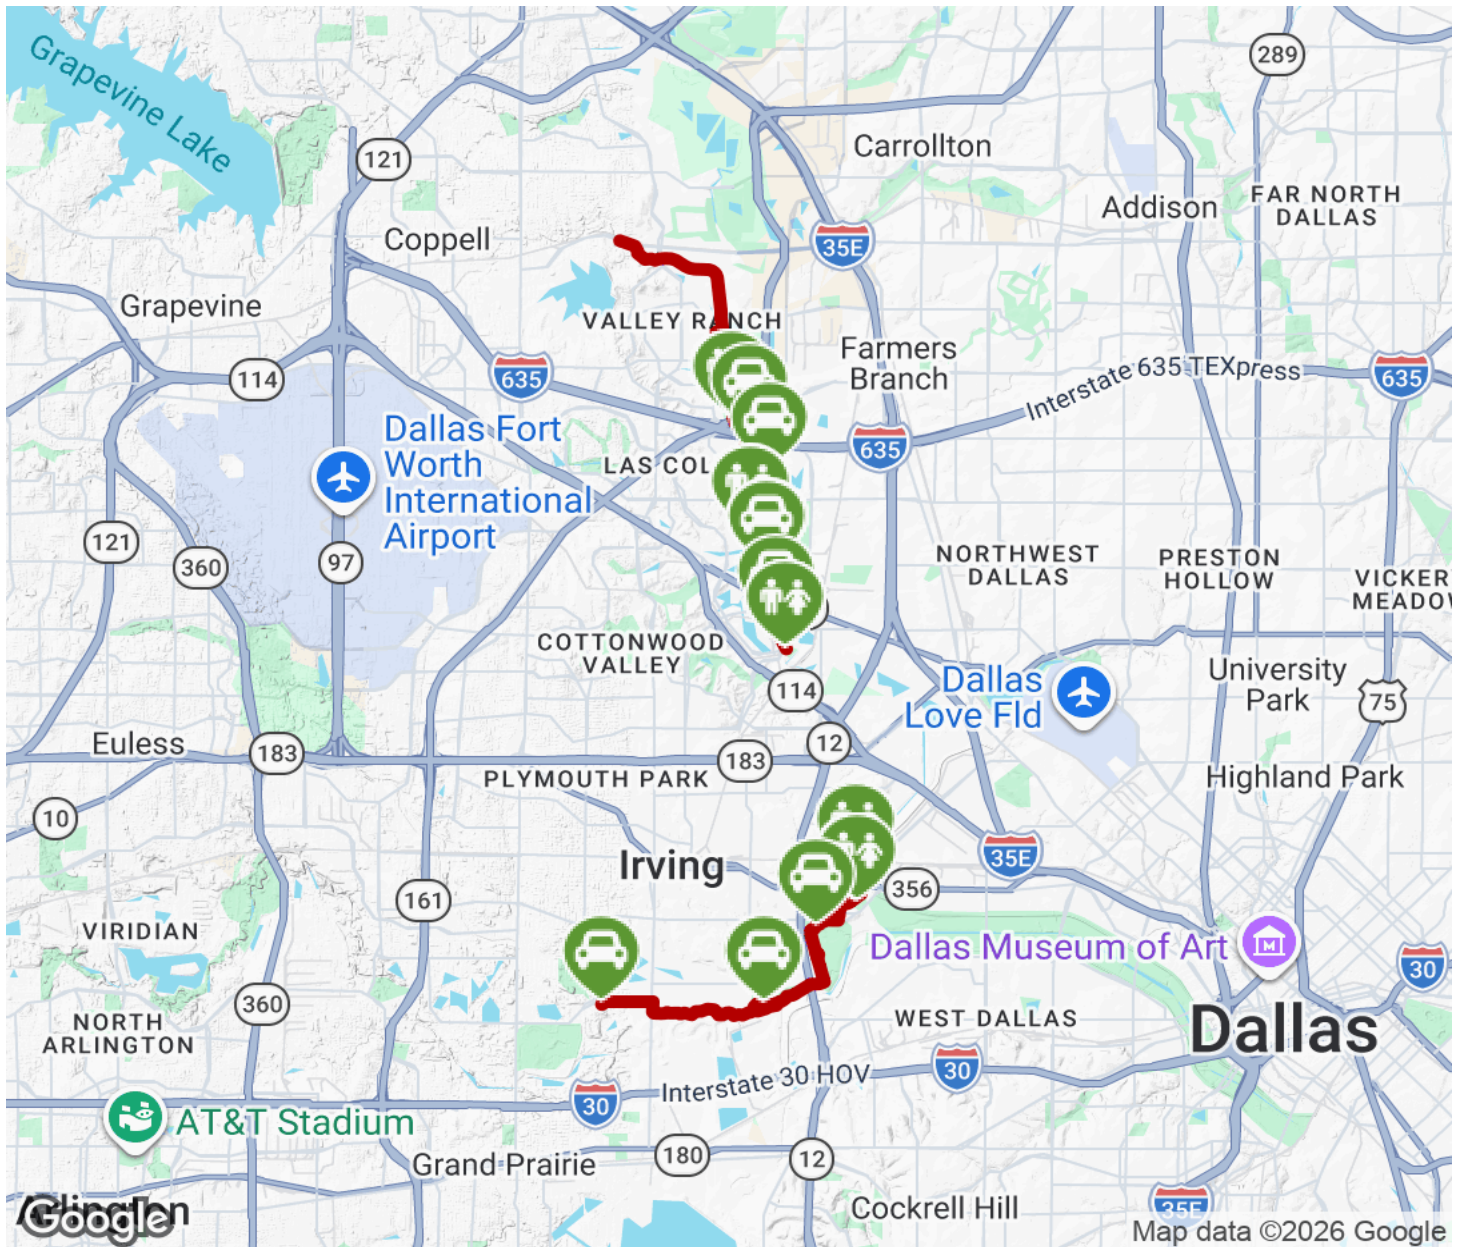 289
Grapevine Lake
121
Carrollton
Addison
FAR NORTH
DALLAS
Coppell
35E
Grapevine
VALLEY RANCH
Farmers
Branch
114
635
Interstate 635 TEXpress
635
Dallas Fort
Worth
International
Airport
635
LAS COL
121
360
97
NORTHWEST
DALLAS
PRESTON
HOLLOW
VICKER
MEADOW
COTTONWOOD
VALLEY
114
Dallas
Love Fld
University
Park
75
Euless
183
12
183
PLYMOUTH PARK
Highland Park
10
Irving
35E
161
356
VIRIDIAN
Dallas Museum of Art
30
360
NORTH
ARLINGTON
WEST DALLAS
Dallas
Interstate 30 HOV
30
30
AT&T Stadium
Grand Prairie
180
12
Arlington
Google
Cockrell Hill
35E
Map data ©2026 Google